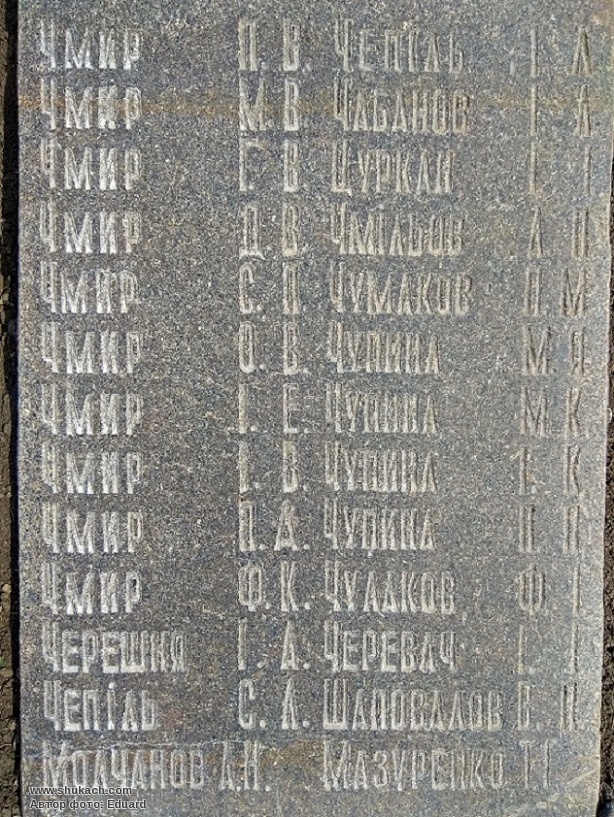 Чмир П. В. Чепіль І. А
Чмир М. В. Чабанов І. А
Чмир Г. В. Цуркан І. І
Чмир Д. В. Чмільов А. Н
Чмир С. П. Чумаков П. М
Чмир О. В. Чупина М. Я
Чмир І. Е. Чупина М. К
Чмир І. В. Чупина К
Чмир П. А. Чупина
Чмир Ф. К. Чудаков Ф.
Черешня І. А. Черевач
Чепіль С. А. Шаповалов
Молчанов А. Н. Мазуренко Т. І
www.shukach.com
Автор фото: Eduard